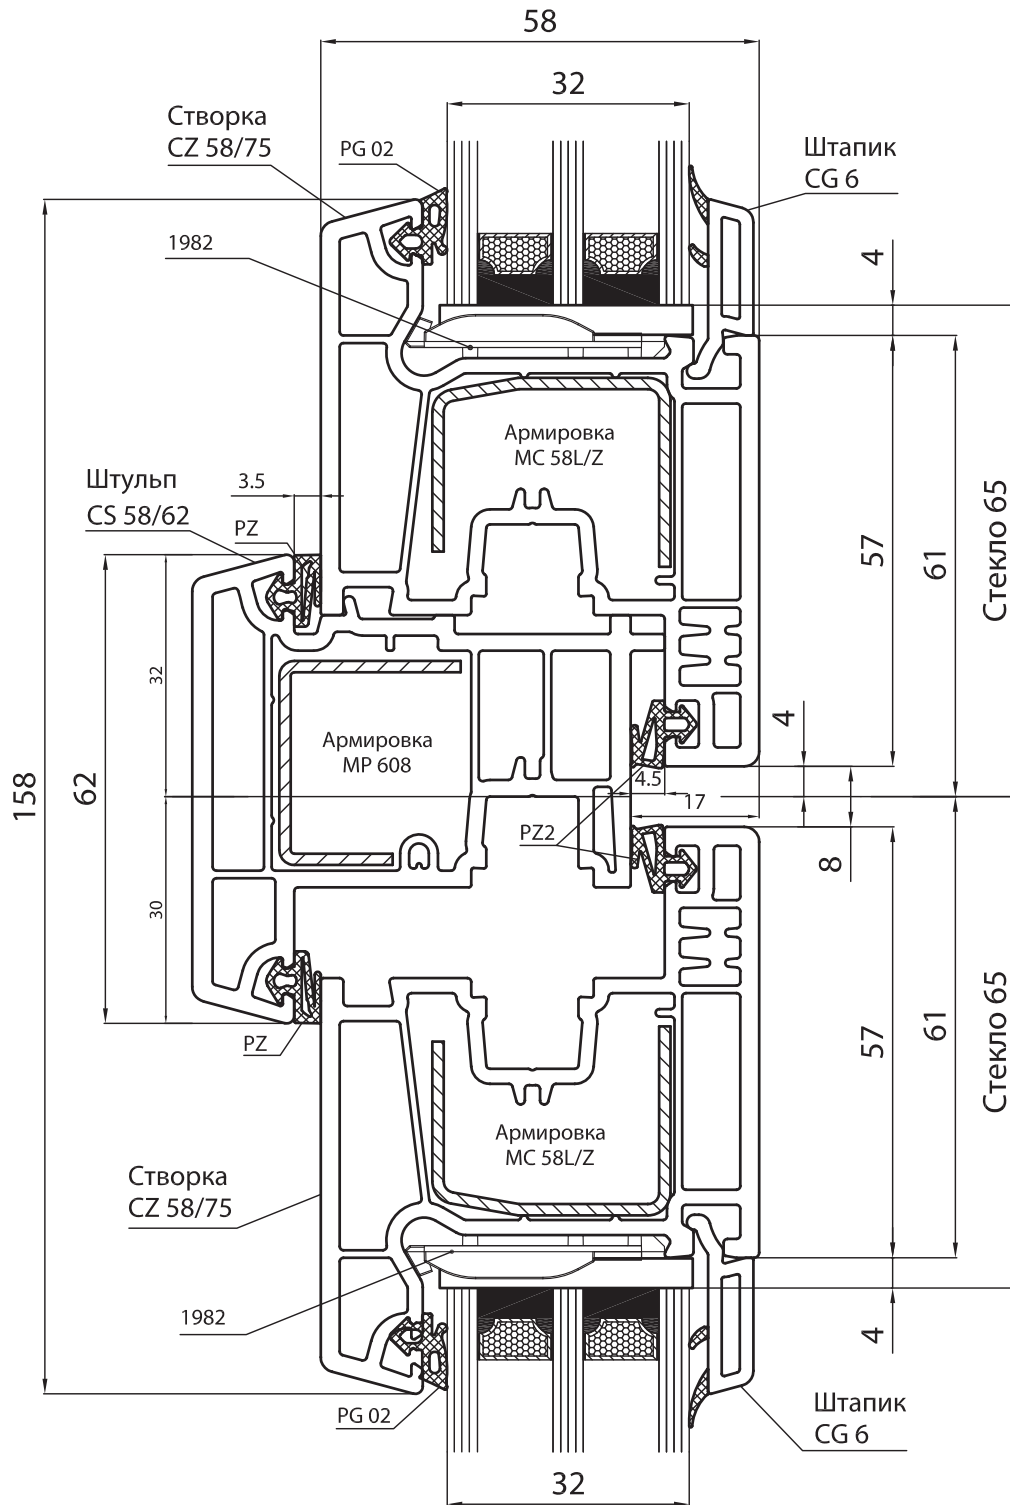 58
32
Створка
CZ 58/75
PG 02
Штапик
CG 6
1982
4
Армировка
MC 58L/Z
Штульп
CS 58/62
3.5
PZ
57
61
Стекло 65
32
Армировка
MP 608
4
4.5
17
158
62
PZ2
8
30
PZ
57
61
Стекло 65
Армировка
MC 58L/Z
Створка
CZ 58/75
1982
4
PG 02
Штапик
CG 6
32